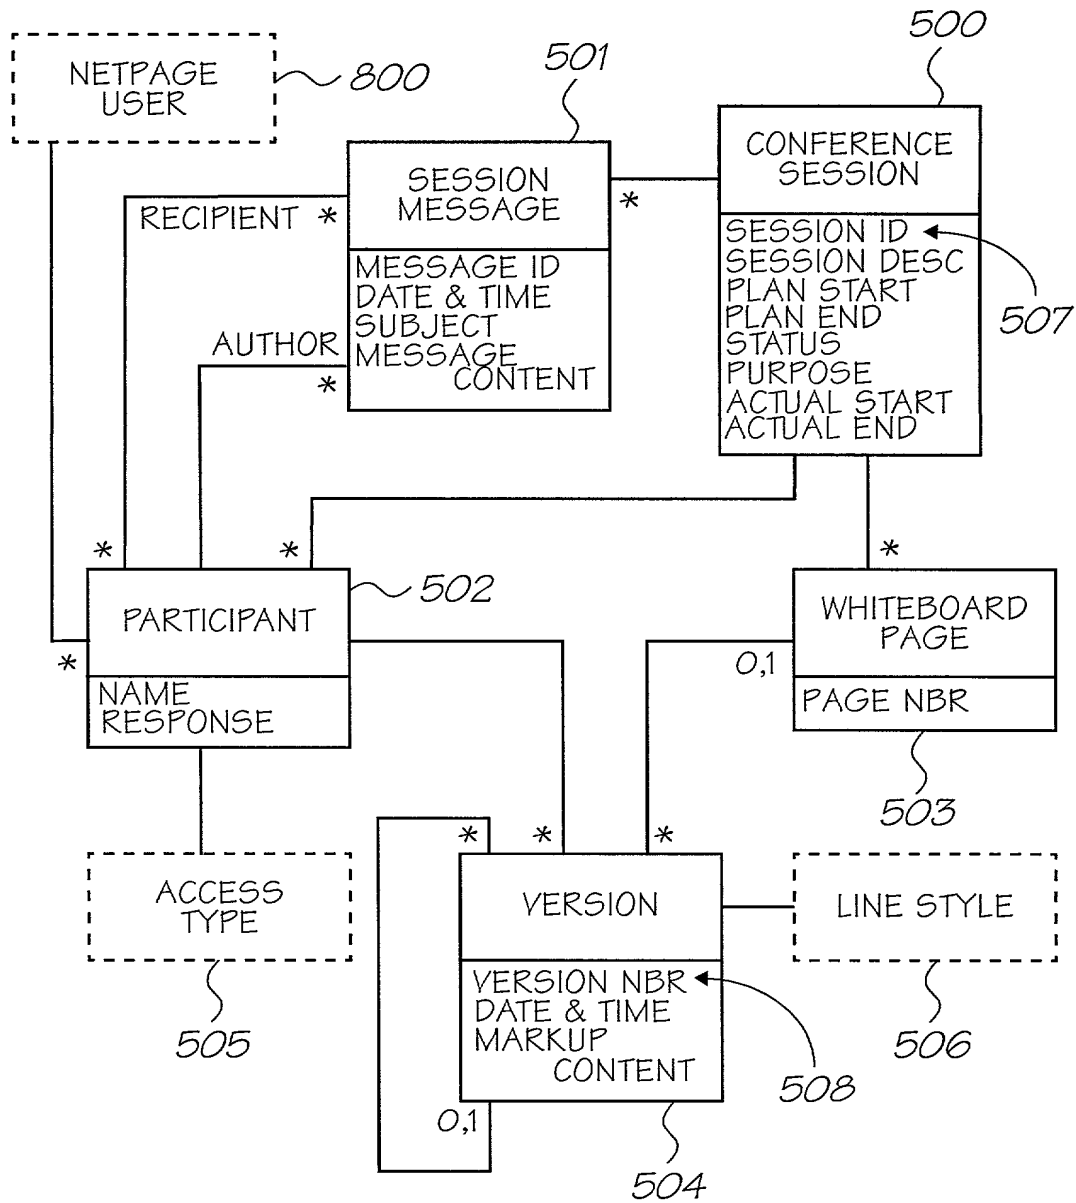 500
501
NETPAGE
USER
800
CONFERENCE
SESSION
SESSION
MESSAGE
*
RECIPIENT *
SESSION ID
SESSION DESC
PLAN START
PLAN END
STATUS
PURPOSE
ACTUAL START
ACTUAL END
507
MESSAGE ID
DATE & TIME
SUBJECT
MESSAGE
CONTENT
AUTHOR
*
*
*
*
502
PARTICIPANT
*
NAME
RESPONSE
WHITEBOARD
PAGE
0,1
PAGE NBR
503
*
*
*
ACCESS
TYPE
505
VERSION
LINE STYLE
506
VERSION NBR
DATE & TIME
MARKUP
CONTENT
508
0,1
504